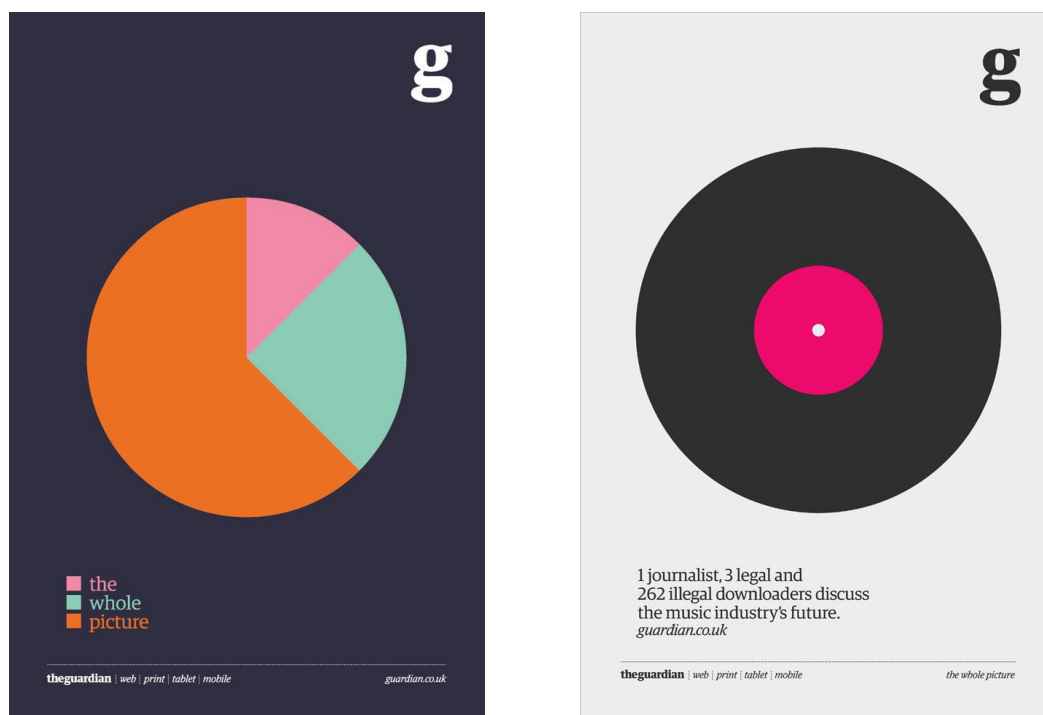 g
the
whole
picture
theguardian | web | print | tablet | mobile
guardian.co.uk
g
1 journalist, 3 legal and
262 illegal downloaders discuss
the music industry's future.
guardian.co.uk
theguardian | web | print | tablet | mobile
the whole picture